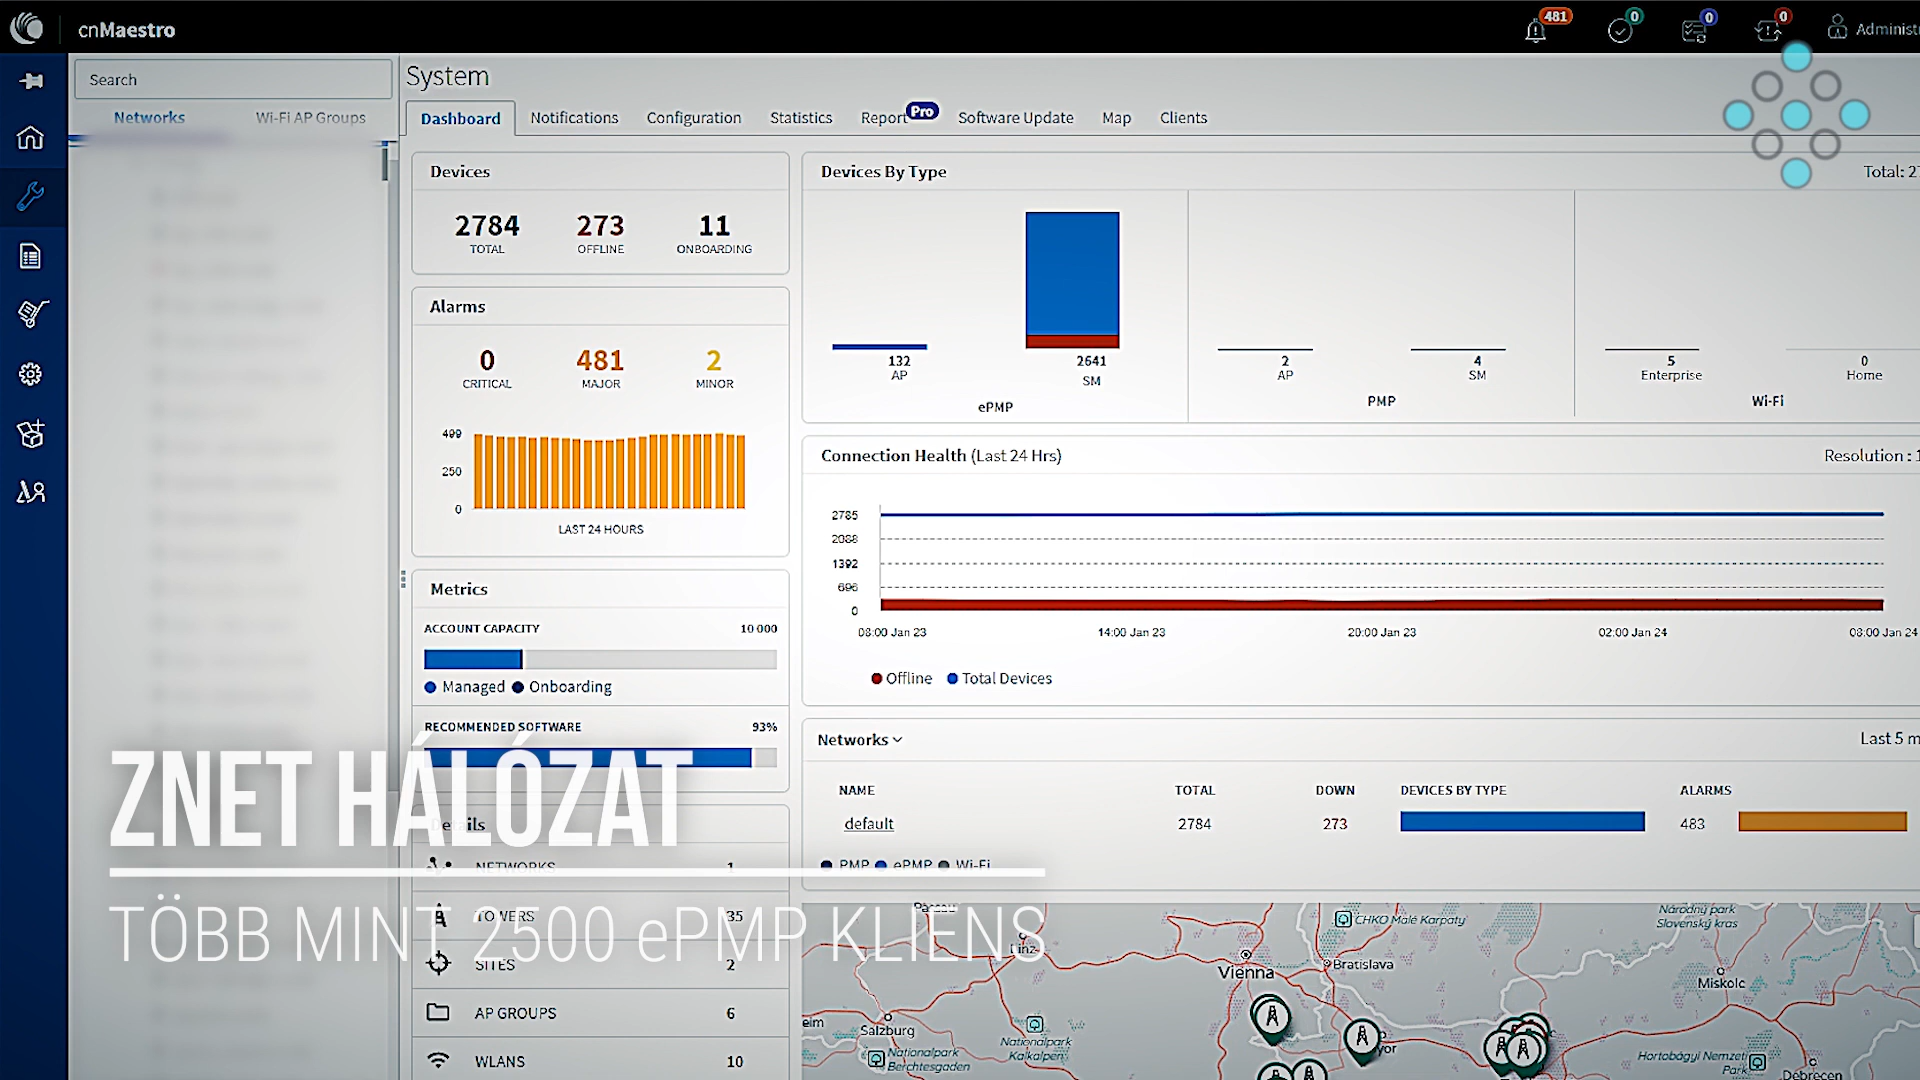 cnMaestro
481
0
0
0
Search
Networks
Wi-Fi AP Groups
System
Dashboard
Notifications
Configuration
Statistics
Report
Pro
Software Update
Map
Clients
Devices
2784
273
11
TOTAL
OFFLINE
ONBOARDING
Alarms
0
481
2
CRITICAL
MAJOR
MINOR
499
250
0
LAST 24 HOURS
Metrics
ACCOUNT CAPACITY
10 000
Managed
Onboarding
RECOMMENDED SOFTWARE
93%
Details
NETWORKS
1
TOWERS
35
SITES
2
AP GROUPS
6
WLANS
10
Devices By Type
132
AP
2641
SM
ePMP
2
AP
4
SM
PMP
5
Enterprise
0
Home
Wi-Fi
Connection Health (Last 24 Hrs)
2785
2088
1392
696
0
08:00 Jan 23
14:00 Jan 23
20:00 Jan 23
02:00 Jan 24
08:00 Jan 24
Offline
Total Devices
Networks
NAME
TOTAL
DOWN
DEVICES BY TYPE
ALARMS
default
2784
273
483
PMP
ePMP
Wi-Fi
Passau
Linz
CHKO Malé Karpaty
Národný park
Slovenský kras
Vienna
Bratislava
Miskolc
Salzburg
Nationalpark
Kalkalpen
Nationalpark
Berchtesgaden
Hortobágyi Nemzeti
Park
Debrecen
ZNET HÁLÓZAT
TÖBB MINT 2500 ePMP KLIENS